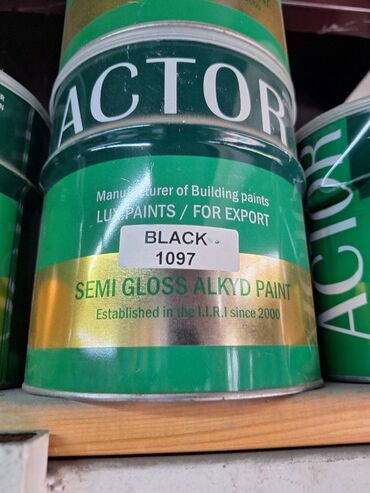 ACTOR
Manufacturer of Building paints
LUX PAINTS / FOR EXPORT
BLACK
1097
SEMI GLOSS ALKYD PAINT
Established in the I.I.R.I since 2000
ACTOR